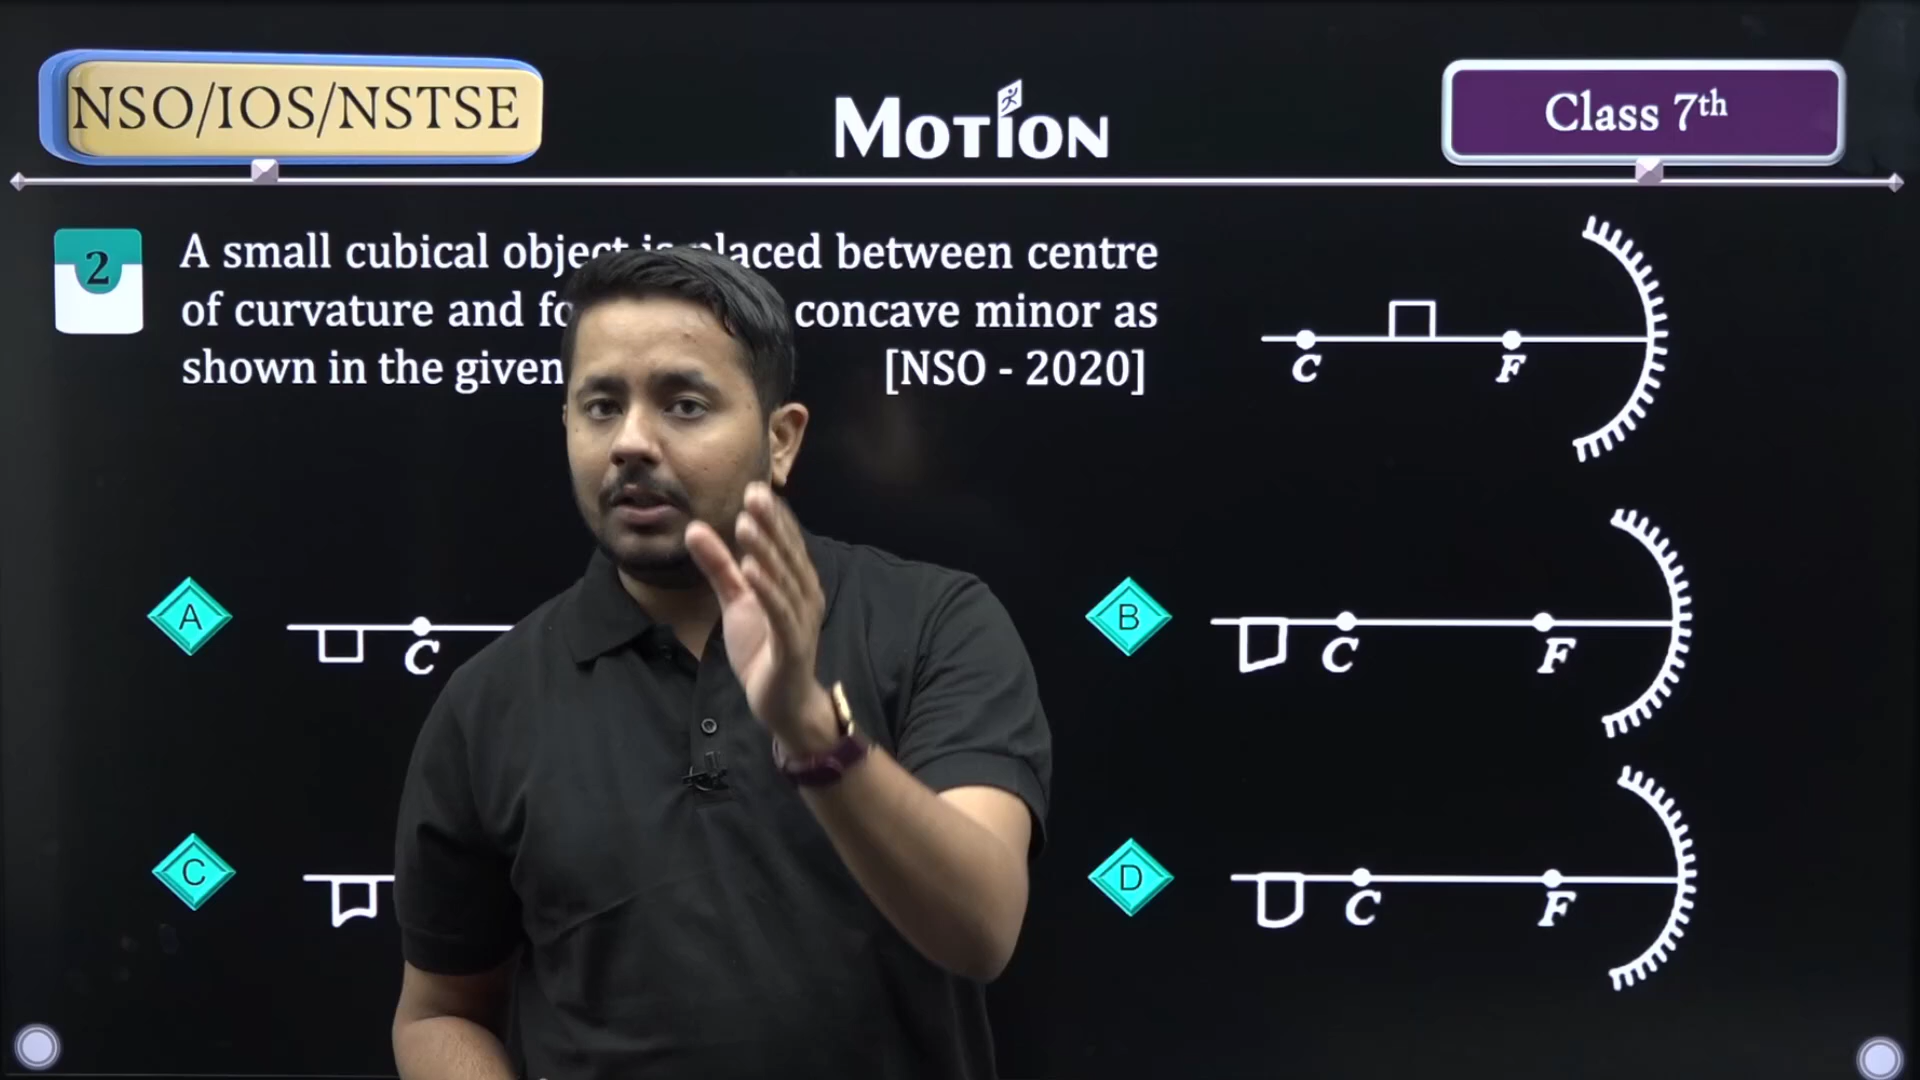 NSO/IOS/NSTSE
MOTION
Class 7th
2
A small cubical object is placed between centre
of curvature and concave minor as
shown in the given
[NSO - 2020]
C
F
A
C
B
C
F
C
D
C
F